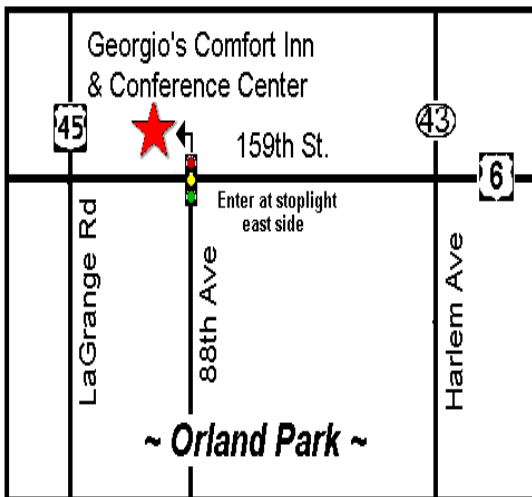 Georgio's Comfort Inn
& Conference Center
45
43
159th St.
6
Enter at stoplight
east side
LaGrange Rd
88th Ave
Harlem Ave
~ Orland Park ~